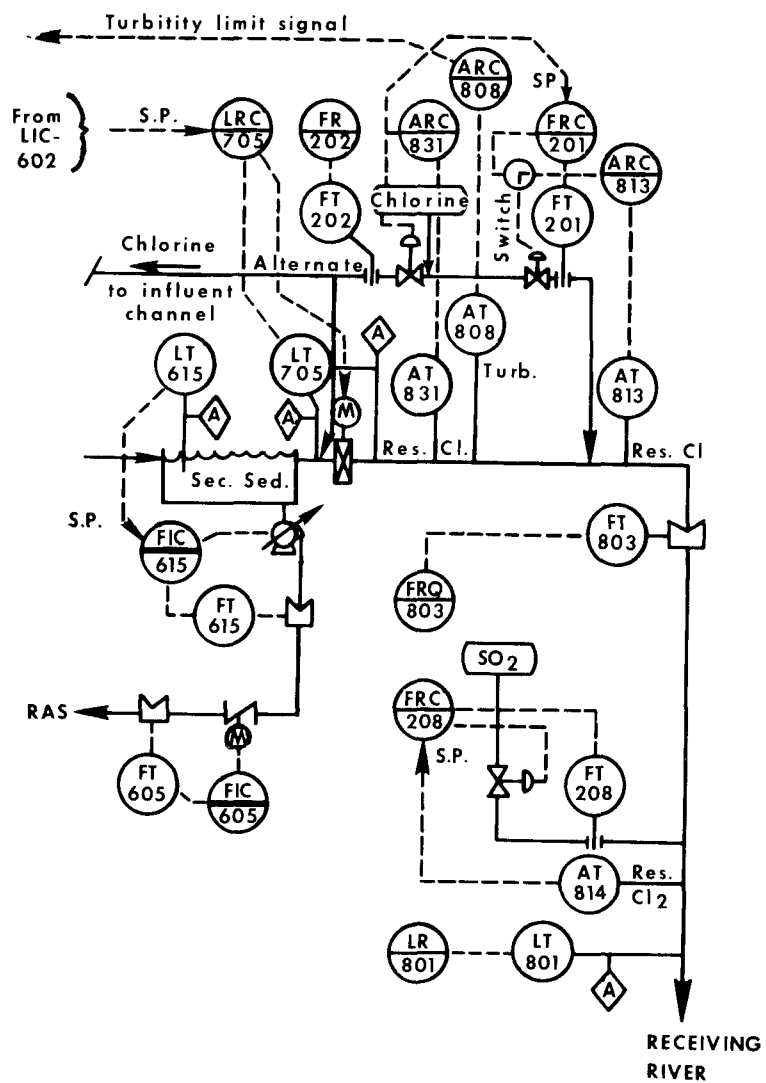 Turbitity limit signal
ARC
808
SP
From
LIC-
602
S.P.
LRC
705
FR
202
ARC
831
FRC
201
ARC
813
FT
202
Chlorine
Switch
FT
201
Chlorine
Alternate
to influent
channel
A
AT
808
LT
615
LT
705
Turb.
AT
831
AT
813
A
A
M
Res. Cl.
Res. Cl
Sec. Sed.
S.P.
FIC
615
FT
803
FT
615
FRQ
803
SO2
RAS
FRC
208
S.P.
M
FT
605
FIC
605
FT
208
AT
814
Res.
Cl2
LR
801
LT
801
A
RECEIVING
RIVER